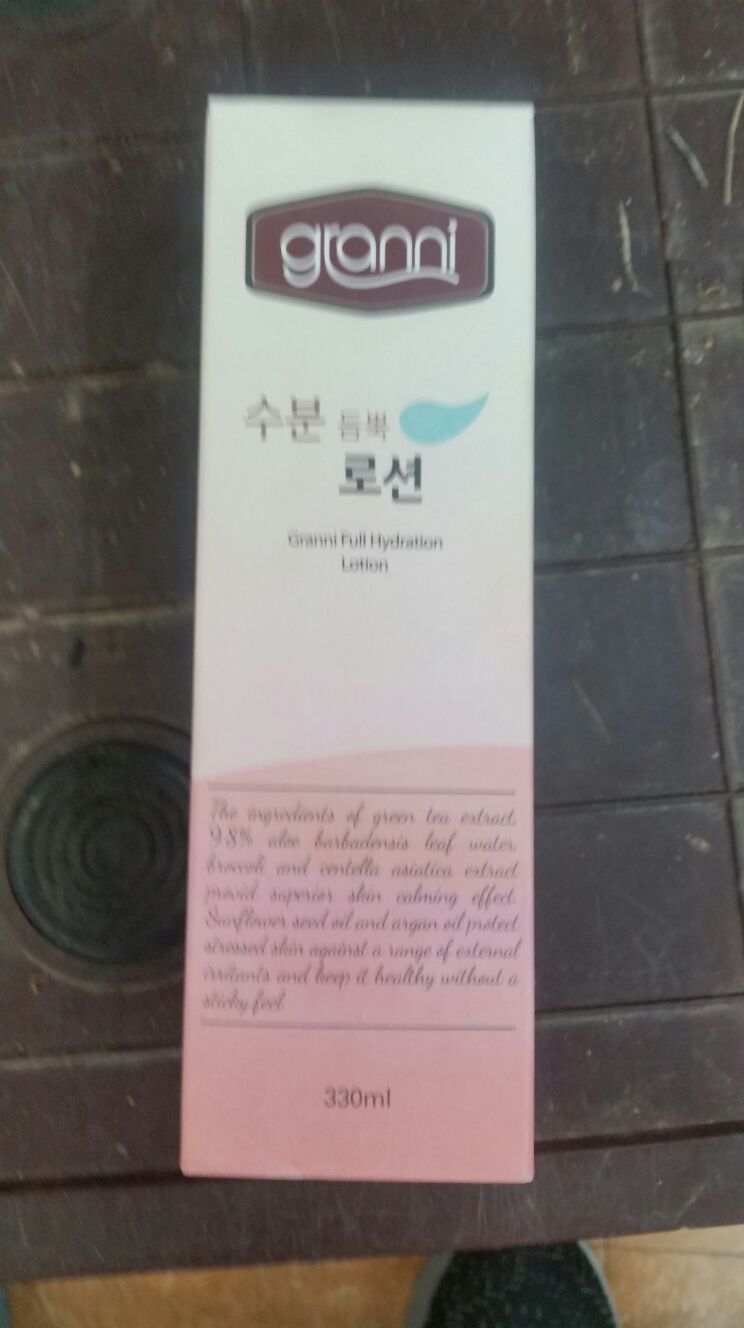 granni
수분 듬뿍
로션
Granni Full Hydration
Lotion
The ingredients of green tea extract,
98% aloe barbadensis leaf water,
broccoli and centella asiatica extract
provid superior skin calming effect.
Sunflower seed oil and argan oil protect
stressed skin against a range of external
irritants and keep it healthy without a
sticky feel.
330ml